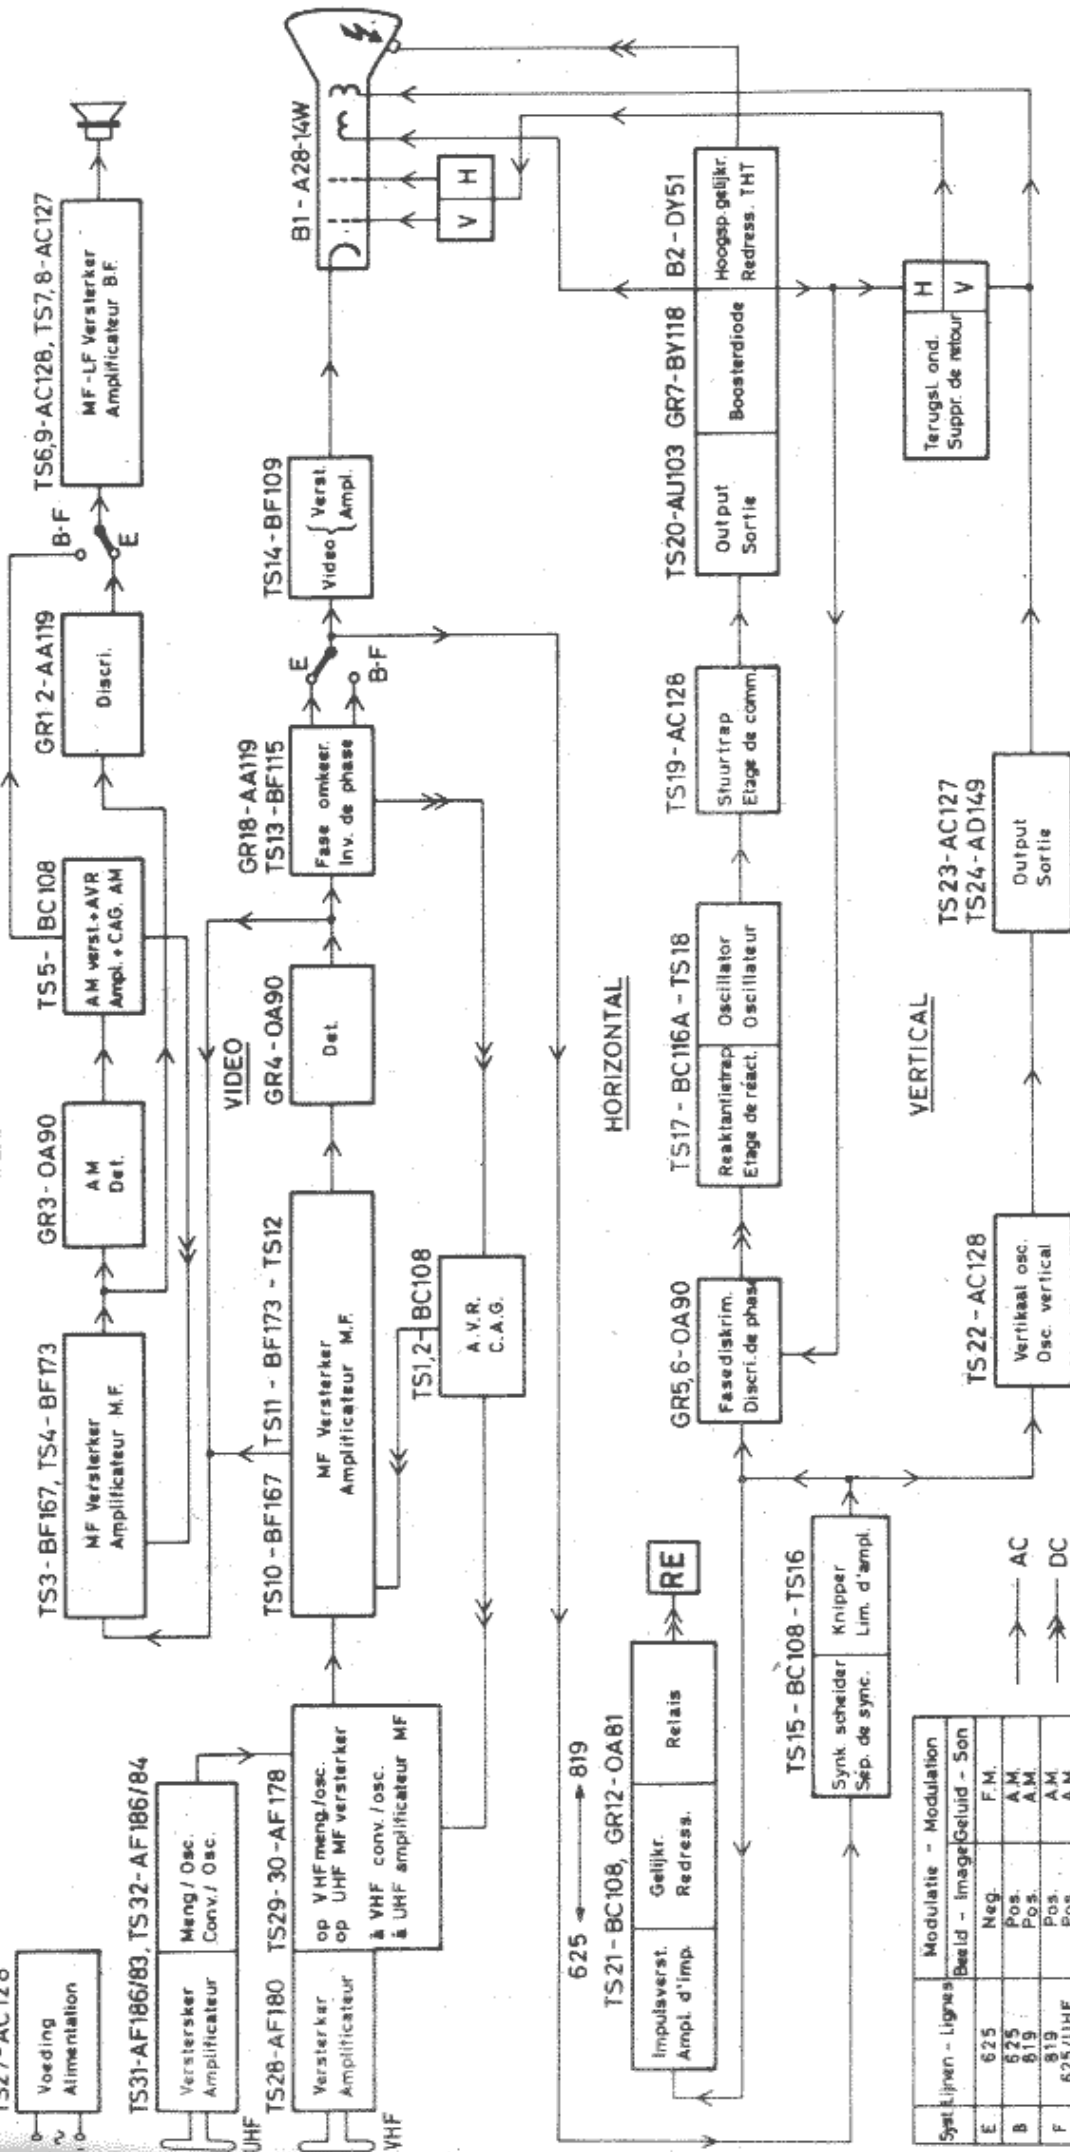 TS27-AC128
Voeding
Alimentation
~
TS31-AF186/83, TS32-AF186/84
Verstersker
Amplificateur
Meng/Osc.
Conv./Osc.
UHF
TS28-AF180 TS29-30-AF178
Versterker
Amplificateur
op VHF meng./osc.
op UHF MF versterker
à VHF conv./osc.
à UHF amplificateur MF
VHF
TS3-BF167, TS4-BF173
MF Versterker
Amplificateur M.F.
GR3-OA90
AM
Det.
TS5- BC108
AM verst.+AVR
Ampl.+CAG. AM
GR1 2-AA119
Discri.
B-F
E
TS6,9-AC128, TS7,8-AC127
MF-LF Versterker
Amplificateur B.F.
VIDEO
TS10-BF167 TS11-BF173-TS12
MF Versterker
Amplificateur M.F.
GR4-OA90
Det.
GR18-AA119
TS13-BF115
Fase omkeer.
Inv. de phase
E
B-F
TS14-BF109
Video { Verst.
Ampl.
B1-A28-14W
V H
TS1,2-BC108
A.V.R.
C.A.G.
HORIZONTAL
GR5,6-OA90
Fasediskrim.
Discri.de phase
TS17-BC116A-TS18
Reaktantietrap
Etage de réact.
Oscillator
Oscillateur
TS19-AC128
Stuurtrap
Etage de comm.
TS20-AU103 GR7-BY118 B2-DY51
Output
Sortie
Boosterdiode
Hoogsp.gelijkr.
Redress. THT
625 819
TS21-BC108, GR12-OA81
Impulsverst.
Ampl. d'imp.
Gelijkr.
Redress.
Relais
RE
TS15-BC108-TS16
Synk. scheider
Sép. de sync.
Knipper
Lim. d'ampl.
VERTICAL
TS22-AC128
Vertikaal osc.
Osc. vertical
TS23-AC127
TS24-AD149
Output
Sortie
Terugsl. ond.
Suppr. de retour
H
V
AC
DC
Syst. Lijnen - Lignes Modulatie - Modulation
Beeld - Image Geluid - Son
E 625 Neg. F.M.
B 625 Pos. A.M.
819 Pos. A.M.
F 819 Pos. A.M.
625/UHF Pos. A.M.